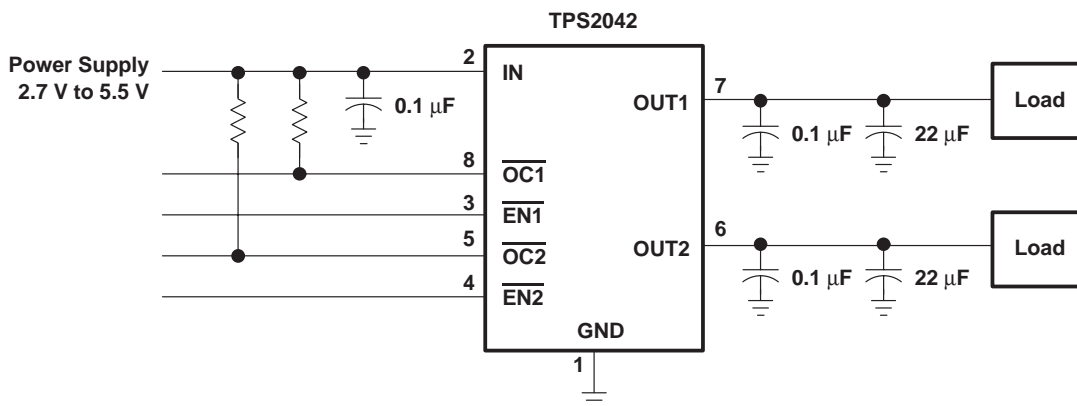 TPS2042
Power Supply
2.7 V to 5.5 V
2
IN
0.1 μF
8
OC1
3
EN1
5
OC2
4
EN2
GND
1
OUT1
7
0.1 μF
22 μF
Load
OUT2
6
0.1 μF
22 μF
Load